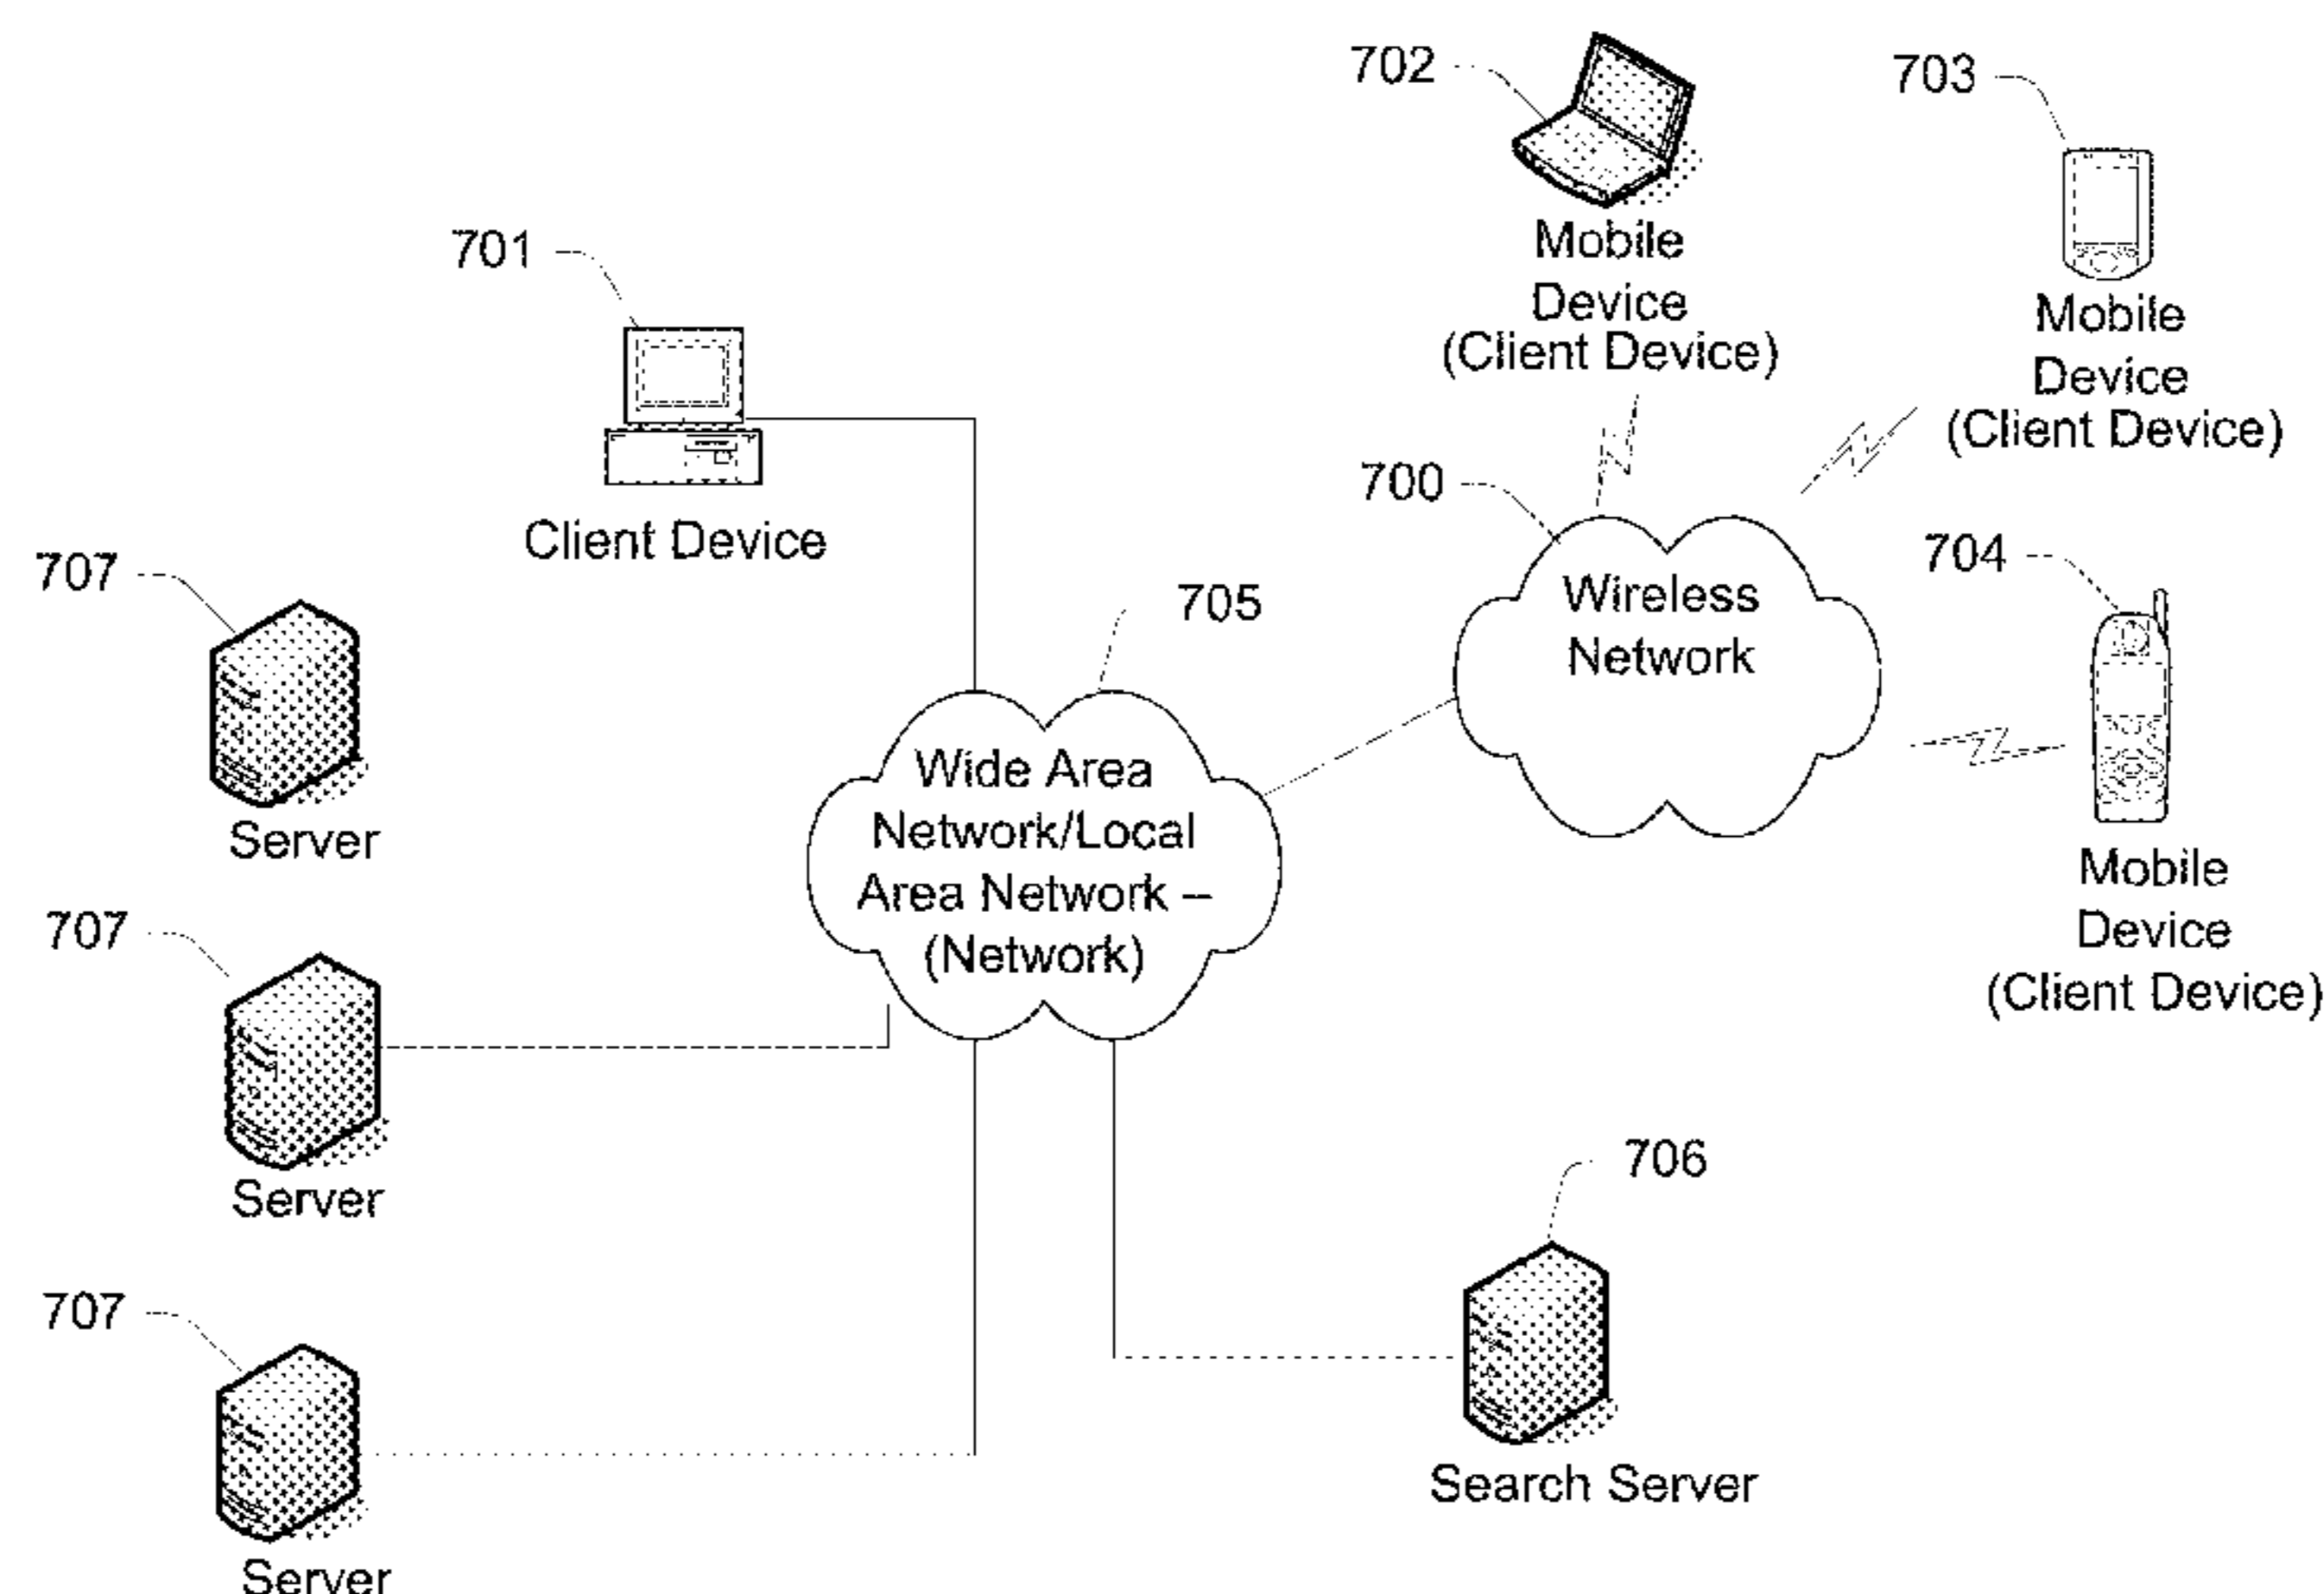 702
703
Mobile
Device
(Client Device)
Mobile
Device
(Client Device)
701
Client Device
700
Wireless
Network
704
Mobile
Device
(Client Device)
707
Server
705
Wide Area
Network/Local
Area Network --
(Network)
707
Server
706
Search Server
707
Server